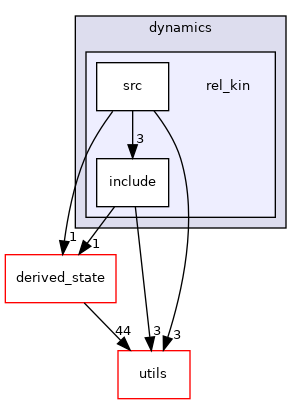 dynamics
src
rel_kin
3
include
1
1
derived_state
44
3
3
utils